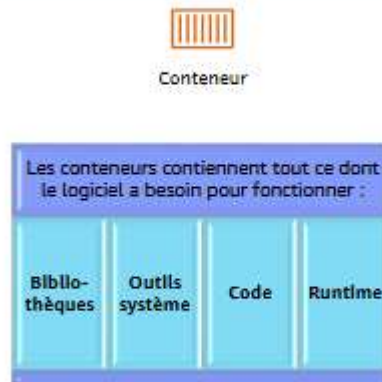 Conteneur
Les conteneurs contiennent tout ce dont
le logiciel a besoin pour fonctionner :
Biblio-
thèques
Outils
système
Code
Runtime